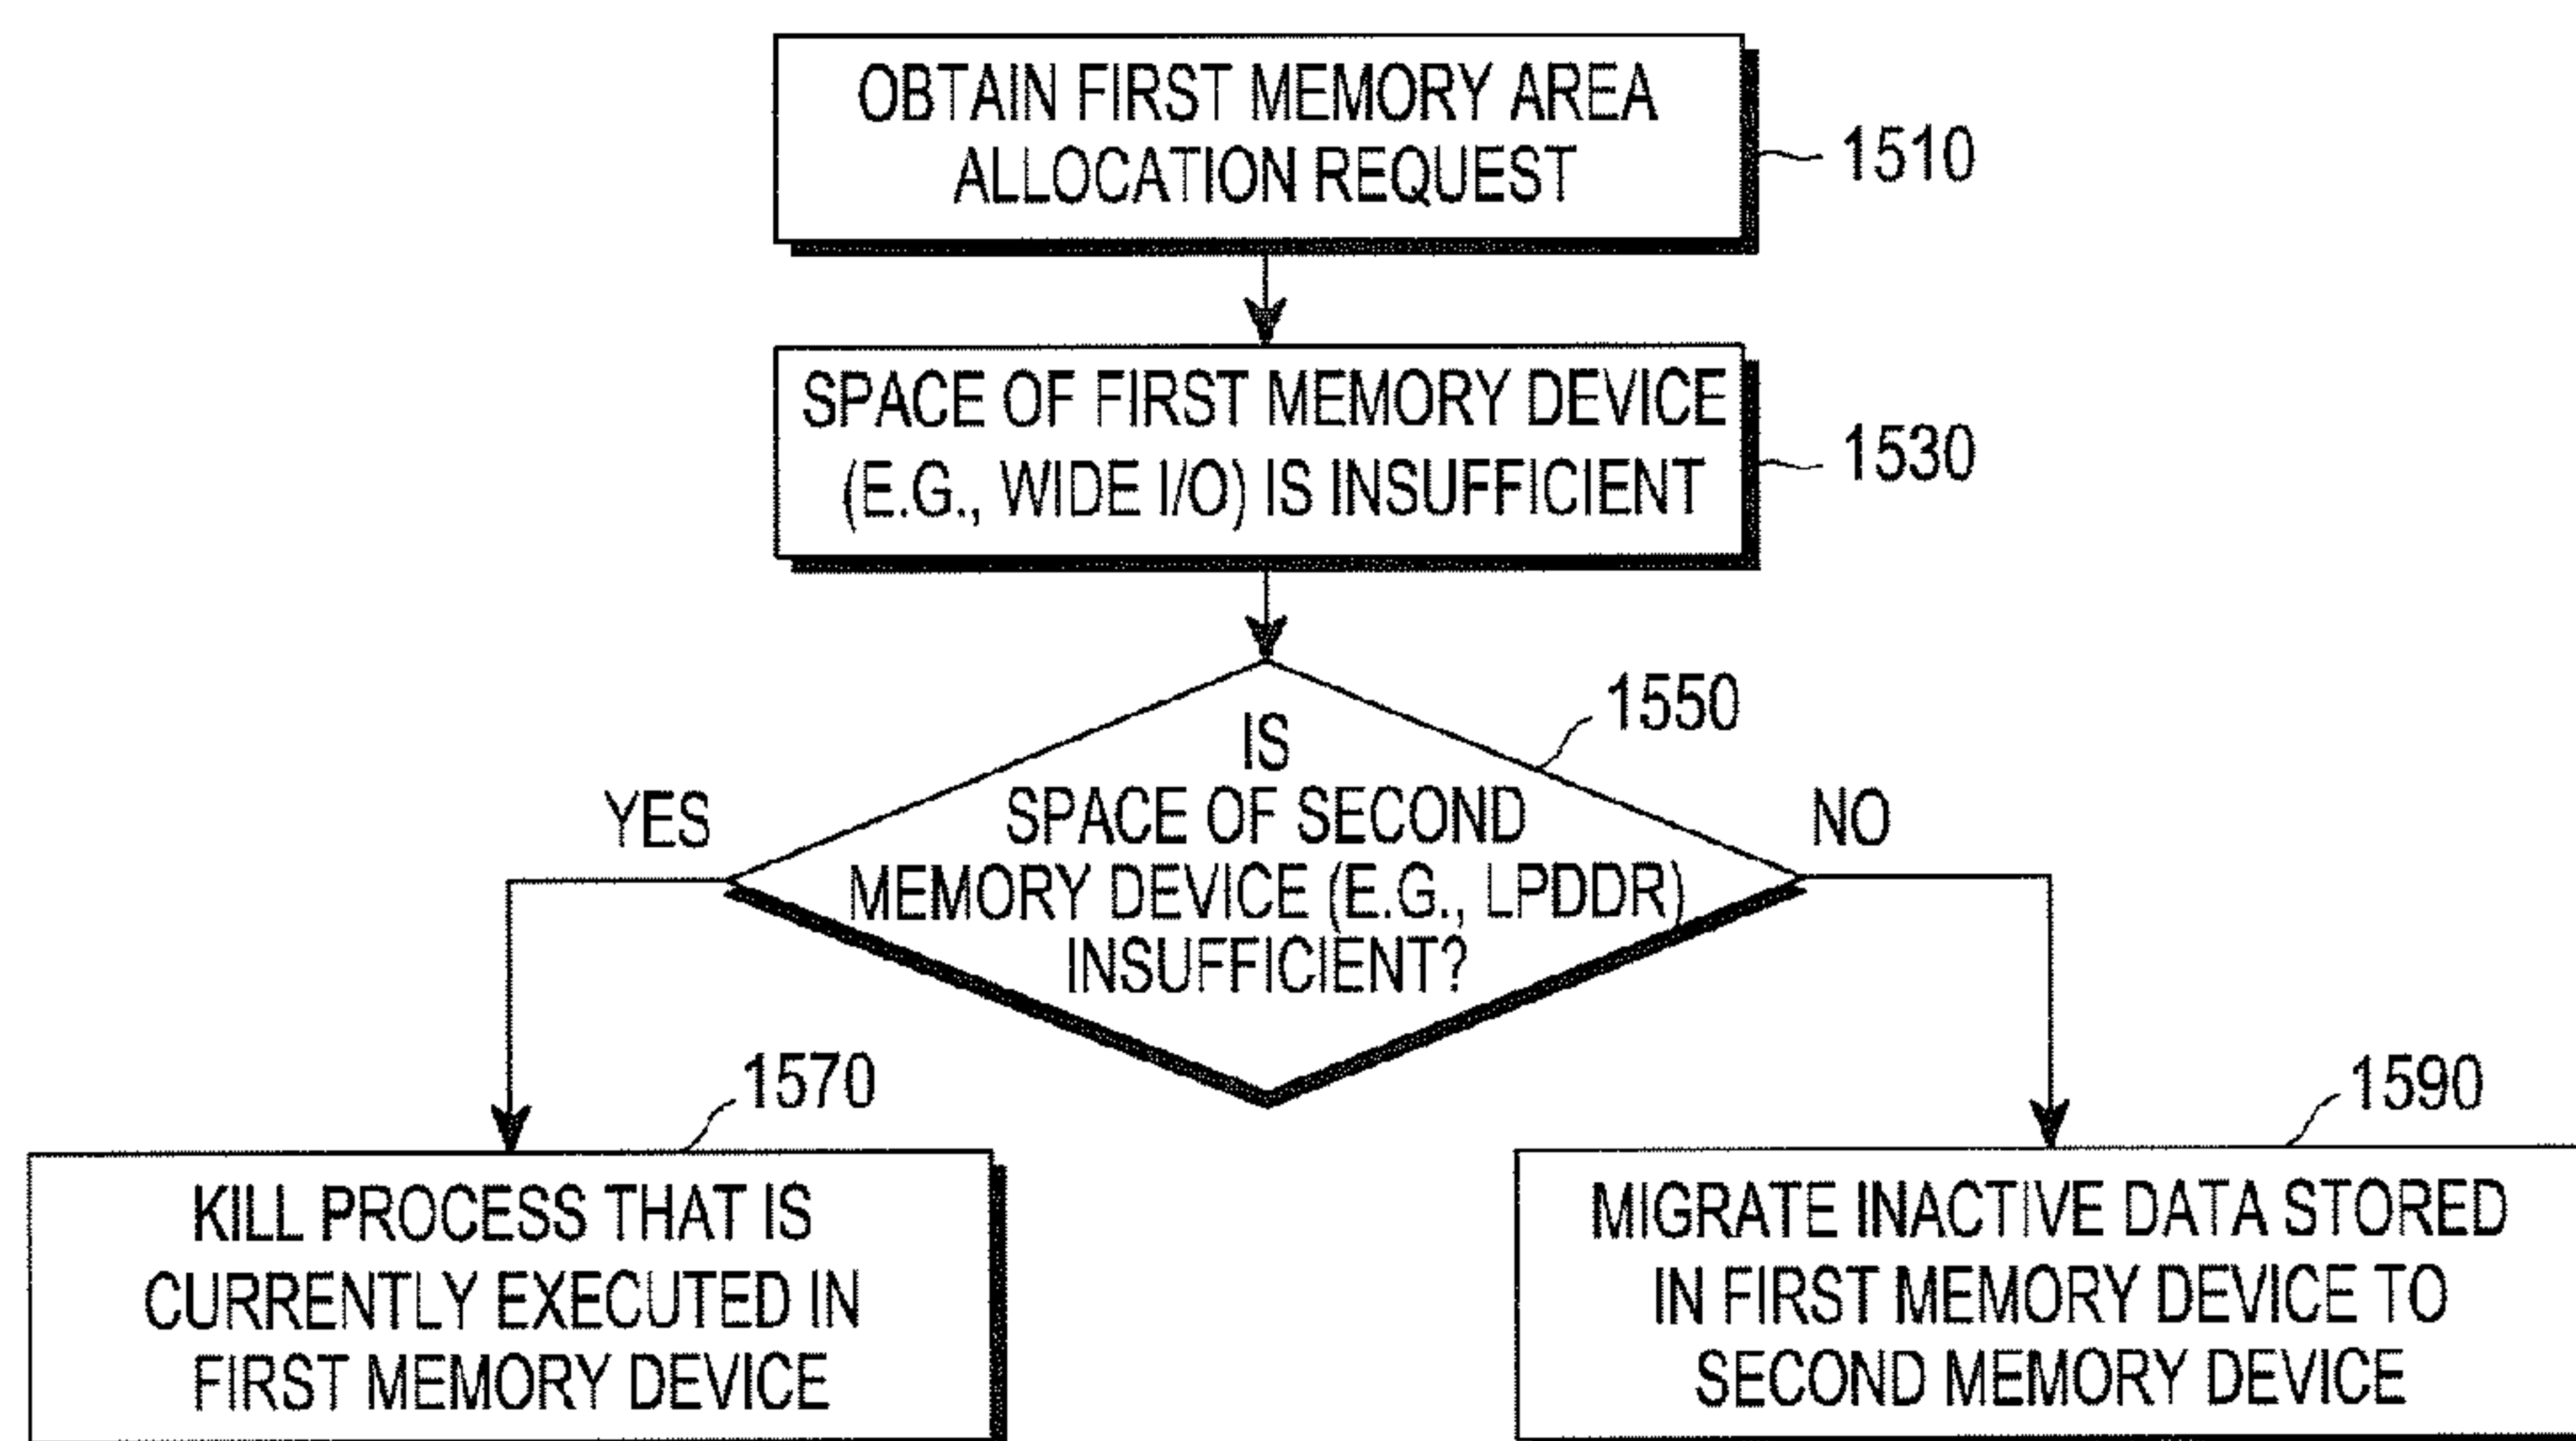 OBTAIN FIRST MEMORY AREA
ALLOCATION REQUEST
1510
SPACE OF FIRST MEMORY DEVICE
(E.G., WIDE I/O) IS INSUFFICIENT
1530
1550
IS
SPACE OF SECOND
MEMORY DEVICE (E.G., LPDDR)
INSUFFICIENT?
YES
NO
1570
KILL PROCESS THAT IS
CURRENTLY EXECUTED IN
FIRST MEMORY DEVICE
1590
MIGRATE INACTIVE DATA STORED
IN FIRST MEMORY DEVICE TO
SECOND MEMORY DEVICE